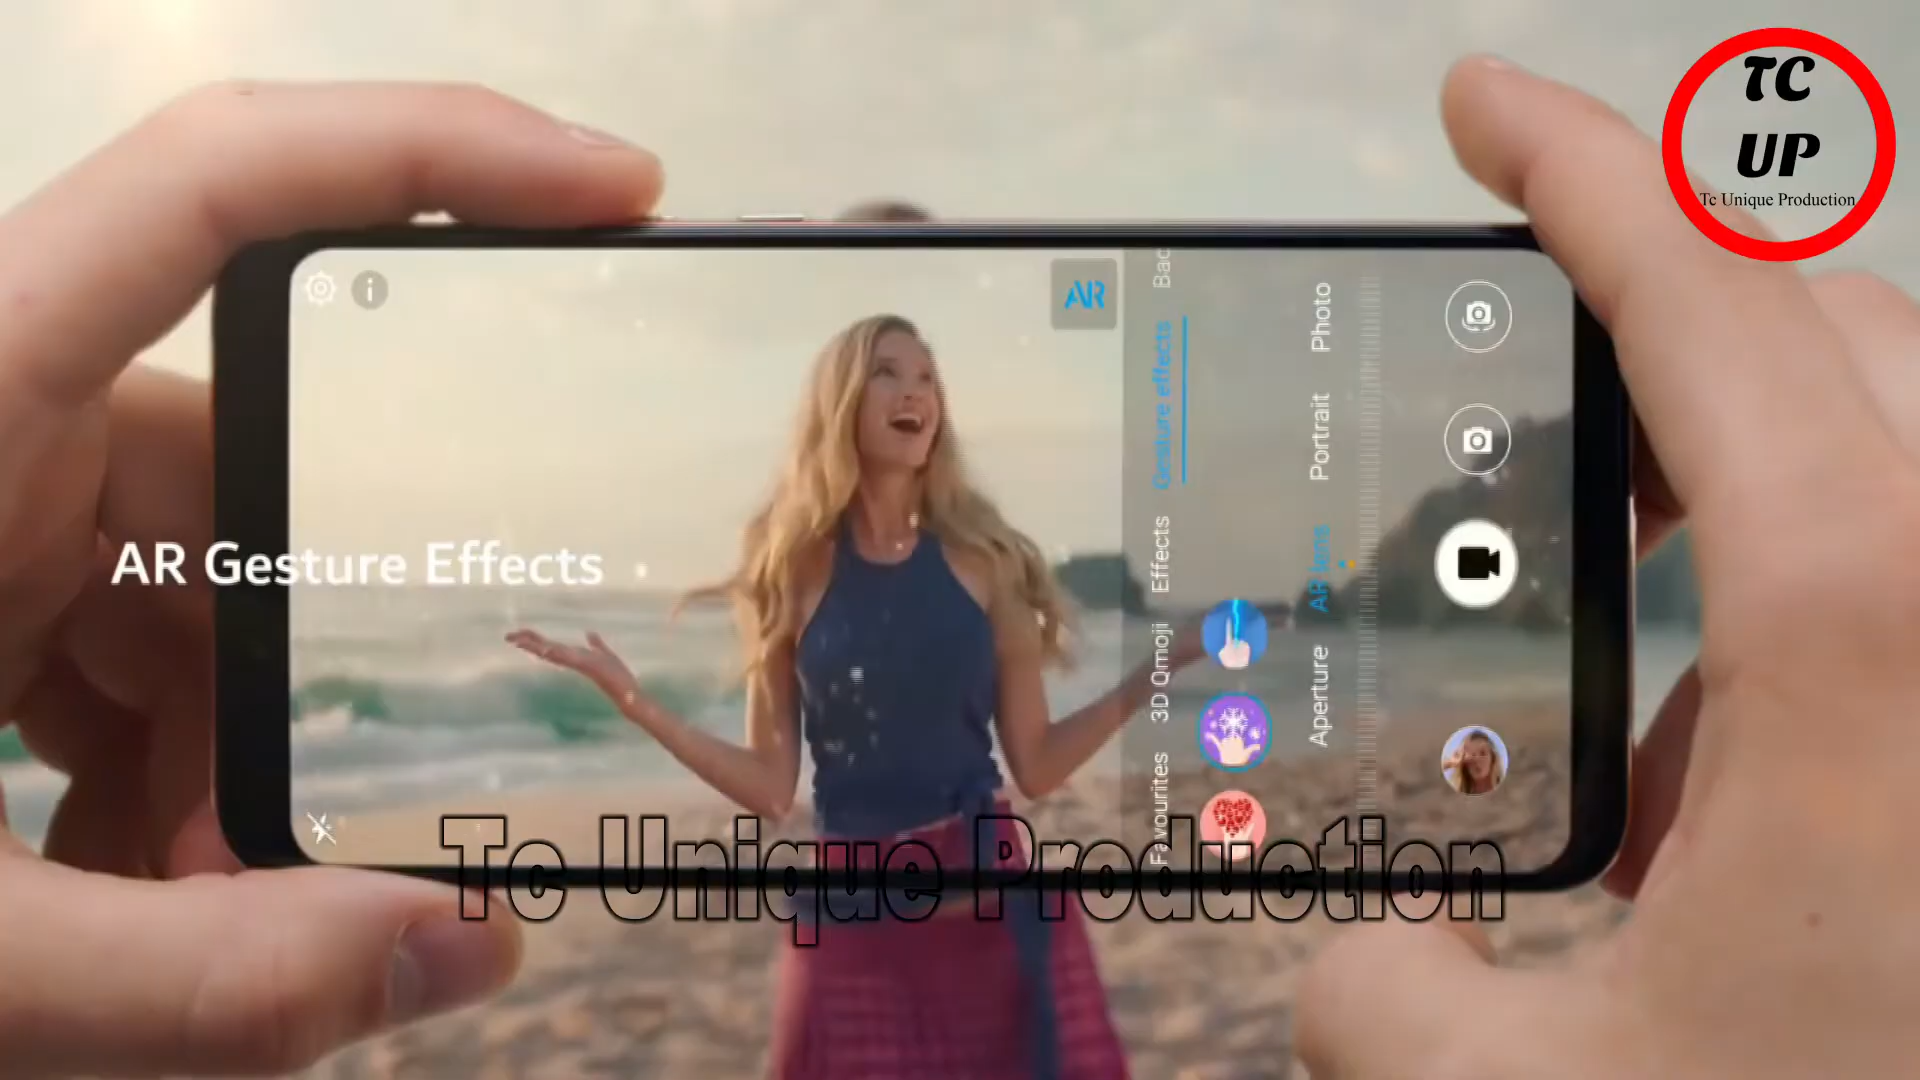 TC
UP
Tc Unique Production
AR
Bac
Gesture effects
Effects
3D Qmoji
Favourites
Photo
Portrait
AR lens
Aperture
AR Gesture Effects
Tc Unique Production